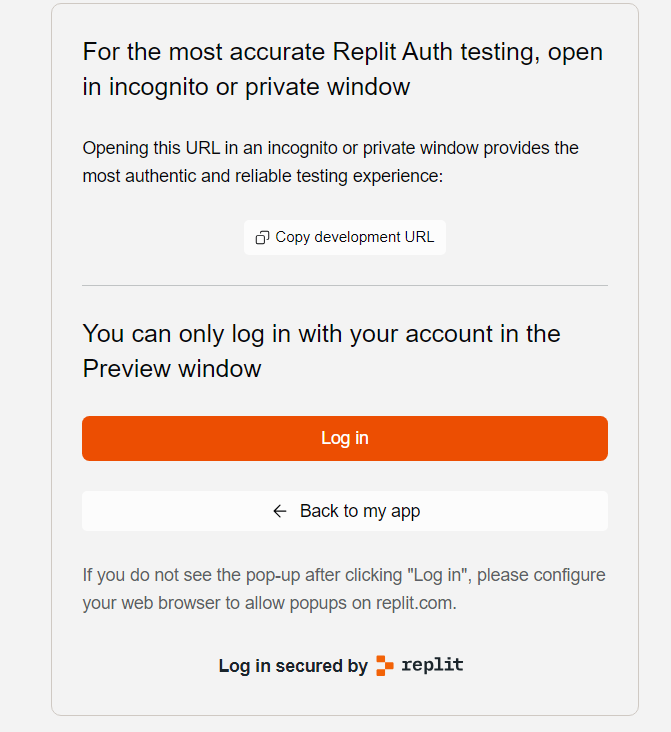 For the most accurate Replit Auth testing, open
in incognito or private window
Opening this URL in an incognito or private window provides the
most authentic and reliable testing experience:
Copy development URL
You can only log in with your account in the
Preview window
Log in
Back to my app
If you do not see the pop-up after clicking "Log in", please configure
your web browser to allow popups on replit.com.
Log in secured by replit